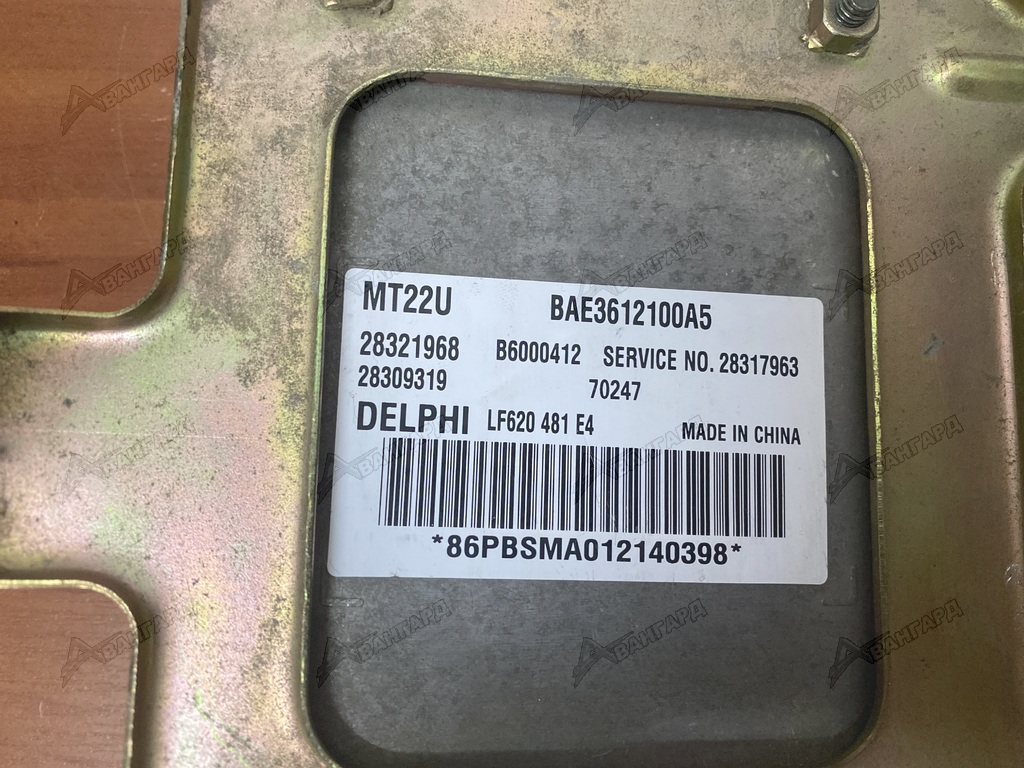 MT22U BAE3612100A5
28321968 B6000412 SERVICE NO. 28317963
28309319 70247
DELPHI LF620 481 E4 MADE IN CHINA
*86PBSMA012140398*
АВАНГАРД